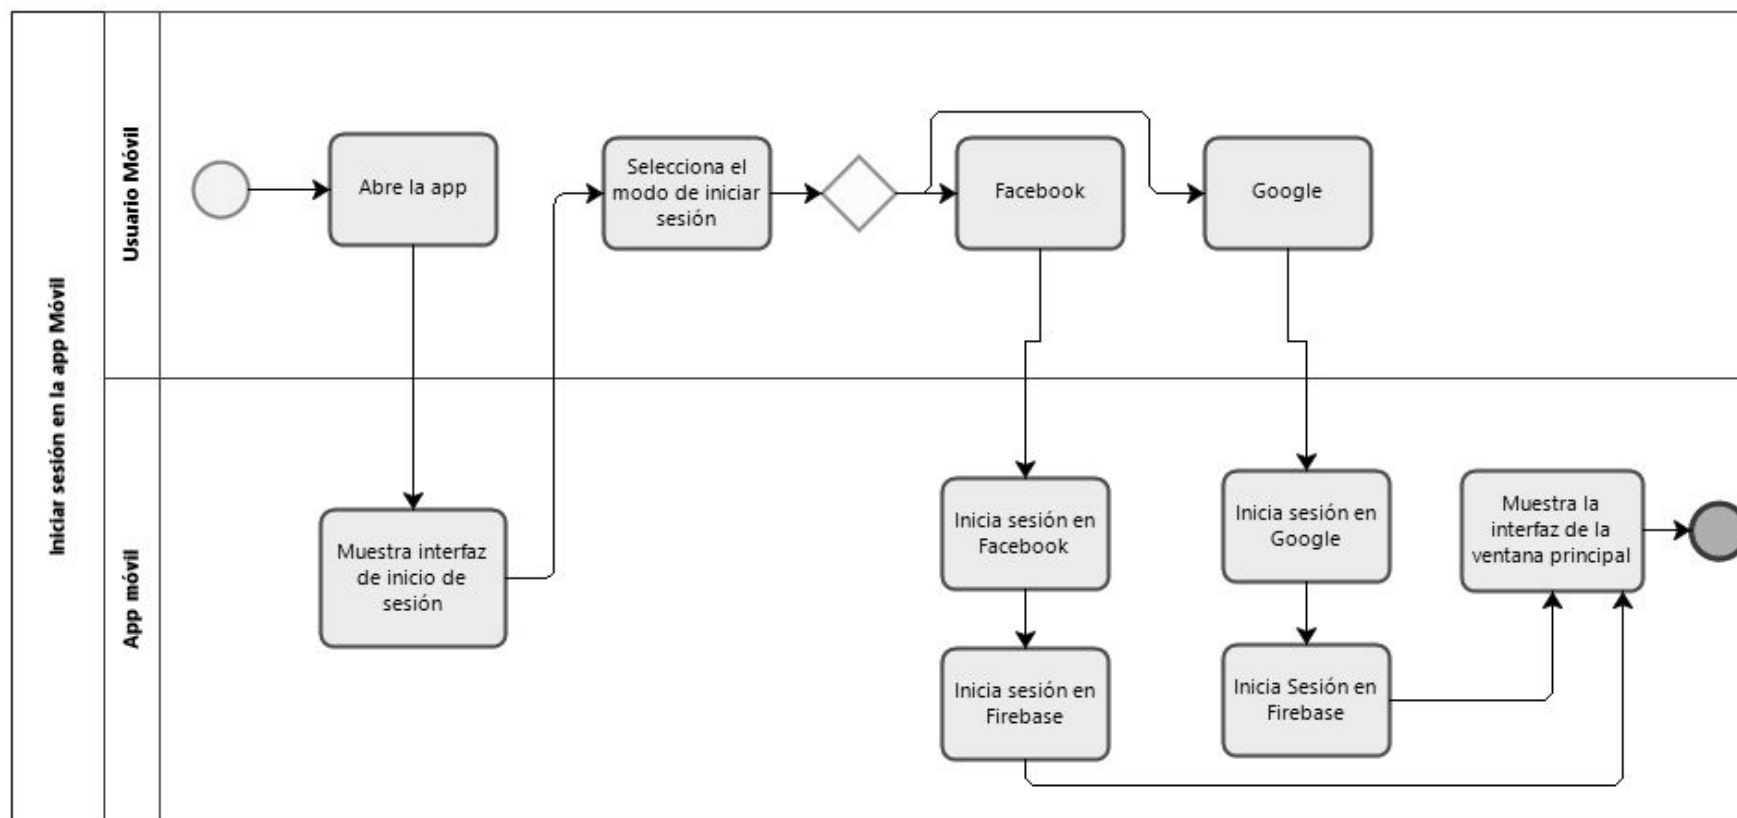 Iniciar sesión en la app Móvil
Usuario Móvil
Abre la app
Selecciona el
modo de iniciar
sesión
Facebook
Google
App móvil
Muestra interfaz
de inicio de
sesión
Inicia sesión en
Facebook
Inicia sesión en
Google
Muestra la
interfaz de la
ventana principal
Inicia sesión en
Firebase
Inicia Sesión en
Firebase